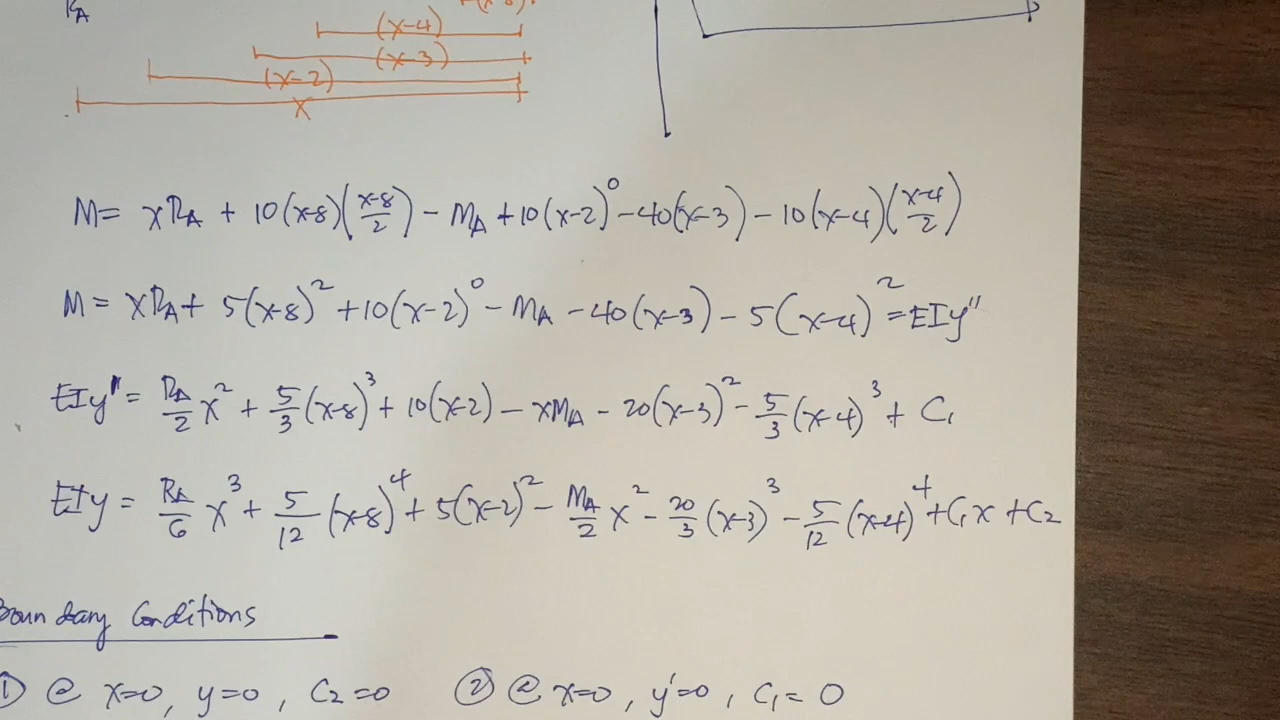 R_A
(x-4)
(x-3)
(x-2)
x
M = xR_A + 10(x-8)(x-8/2) - M_A + 10(x-2)^0 - 40(x-3) - 10(x-4)(x-4/2)
M = xR_A + 5(x-8)^2 + 10(x-2)^0 - M_A - 40(x-3) - 5(x-4)^2 = EIy"
EIy" = R_A/2 x^2 + 5/3 (x-8)^3 + 10(x-2) - xM_A - 20(x-3)^2 - 5/3 (x-4)^3 + C_1
EIy = R_A/6 x^3 + 5/12 (x-8)^4 + 5(x-2)^2 - M_A/2 x^2 - 20/3 (x-3)^3 - 5/12 (x-4)^4 + C_1x + C_2
Boundary Conditions
① @ x=0, y=0, C_2=0 ② @ x=0, y'=0, C_1= 0